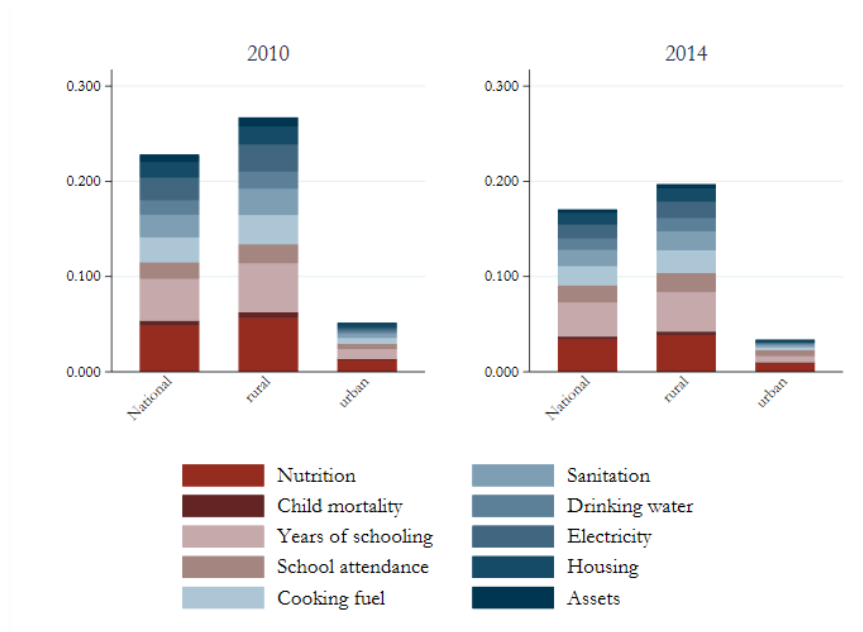 2010
0.300
0.200
0.100
0.000
National
rural
urban
2014
0.300
0.200
0.100
0.000
National
rural
urban
Nutrition
Child mortality
Years of schooling
School attendance
Cooking fuel
Sanitation
Drinking water
Electricity
Housing
Assets